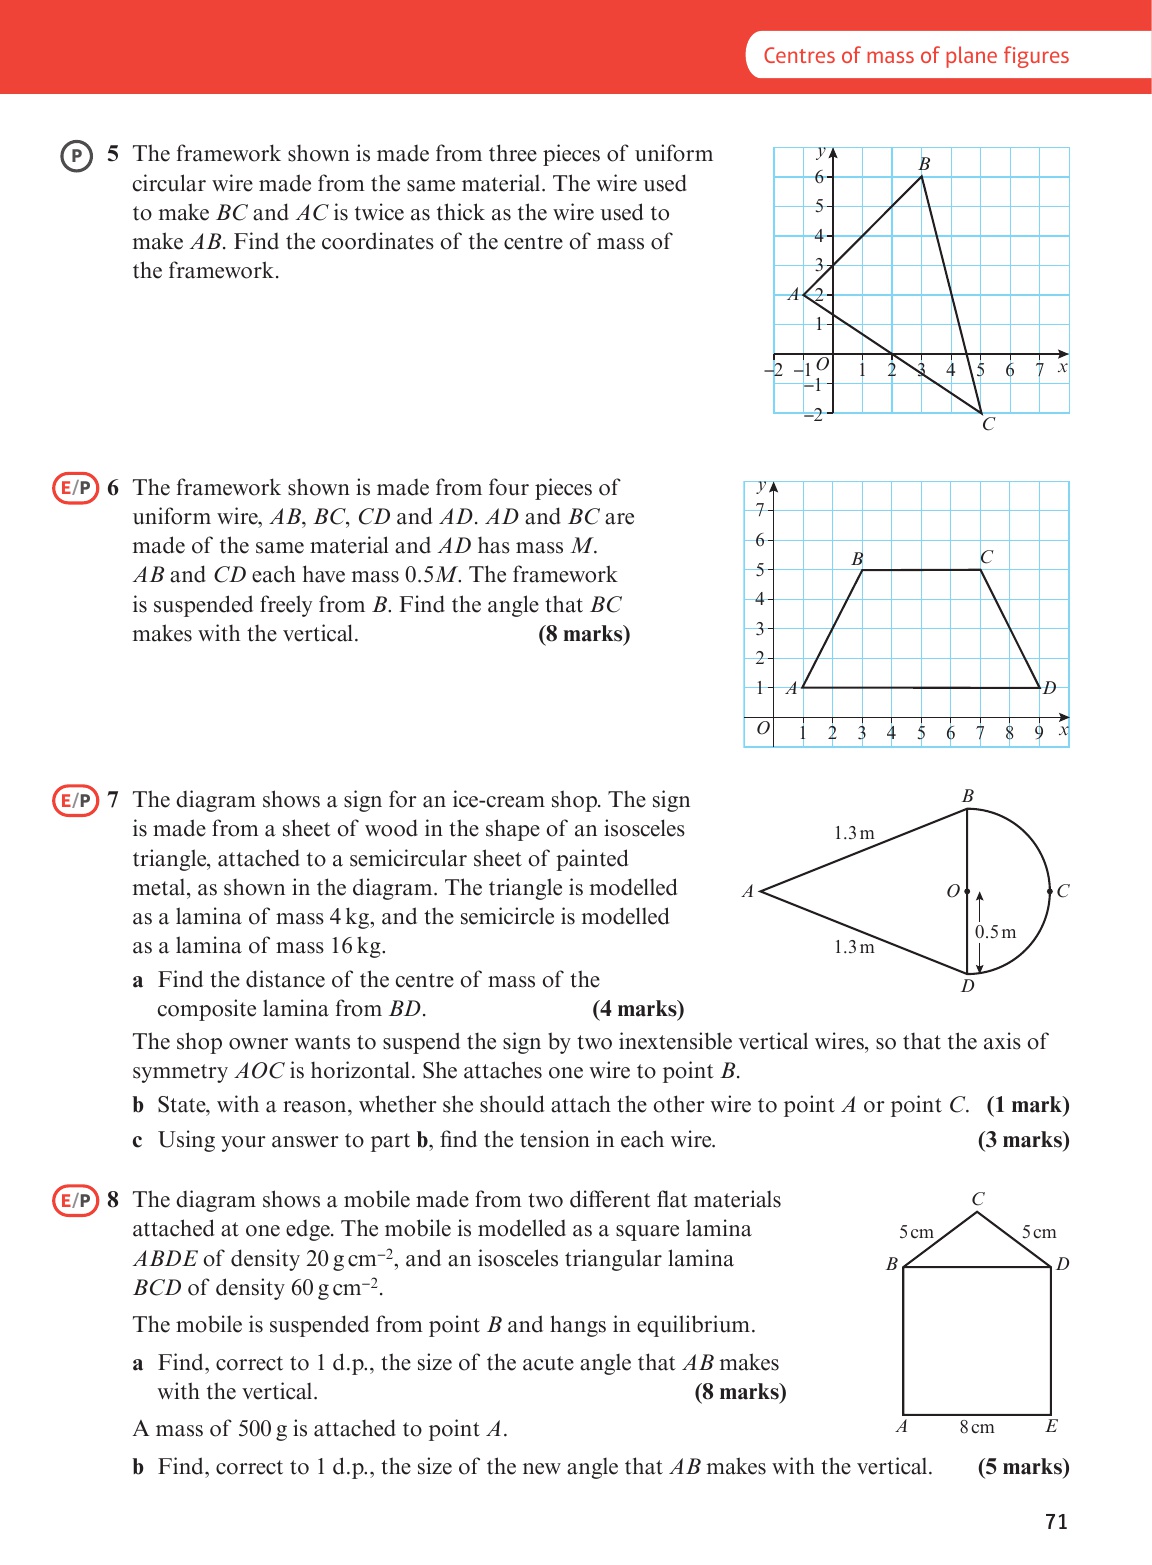 Centres of mass of plane figures
P 5 The framework shown is made from three pieces of uniform
circular wire made from the same material. The wire used
to make BC and AC is twice as thick as the wire used to
make AB. Find the coordinates of the centre of mass of
the framework.
y
B
6
5
4
3
A 2
1
–2 –1 O 1 2 3 4 5 6 7 x
–1
–2
C
E/P 6 The framework shown is made from four pieces of
uniform wire, AB, BC, CD and AD. AD and BC are
made of the same material and AD has mass M.
AB and CD each have mass 0.5M. The framework
is suspended freely from B. Find the angle that BC
makes with the vertical. (8 marks)
y
7
6
B C
5
4
3
2
1 A D
O 1 2 3 4 5 6 7 8 9 x
E/P 7 The diagram shows a sign for an ice-cream shop. The sign
is made from a sheet of wood in the shape of an isosceles
triangle, attached to a semicircular sheet of painted
metal, as shown in the diagram. The triangle is modelled
as a lamina of mass 4 kg, and the semicircle is modelled
as a lamina of mass 16 kg.
B
1.3 m
A O C
0.5 m
1.3 m
D
a Find the distance of the centre of mass of the
composite lamina from BD. (4 marks)
The shop owner wants to suspend the sign by two inextensible vertical wires, so that the axis of
symmetry AOC is horizontal. She attaches one wire to point B.
b State, with a reason, whether she should attach the other wire to point A or point C. (1 mark)
c Using your answer to part b, find the tension in each wire. (3 marks)
E/P 8 The diagram shows a mobile made from two different flat materials
attached at one edge. The mobile is modelled as a square lamina
ABDE of density 20 g cm⁻², and an isosceles triangular lamina
BCD of density 60 g cm⁻².
The mobile is suspended from point B and hangs in equilibrium.
a Find, correct to 1 d.p., the size of the acute angle that AB makes
with the vertical. (8 marks)
A mass of 500 g is attached to point A.
C
5 cm 5 cm
B D
A 8 cm E
b Find, correct to 1 d.p., the size of the new angle that AB makes with the vertical. (5 marks)
71